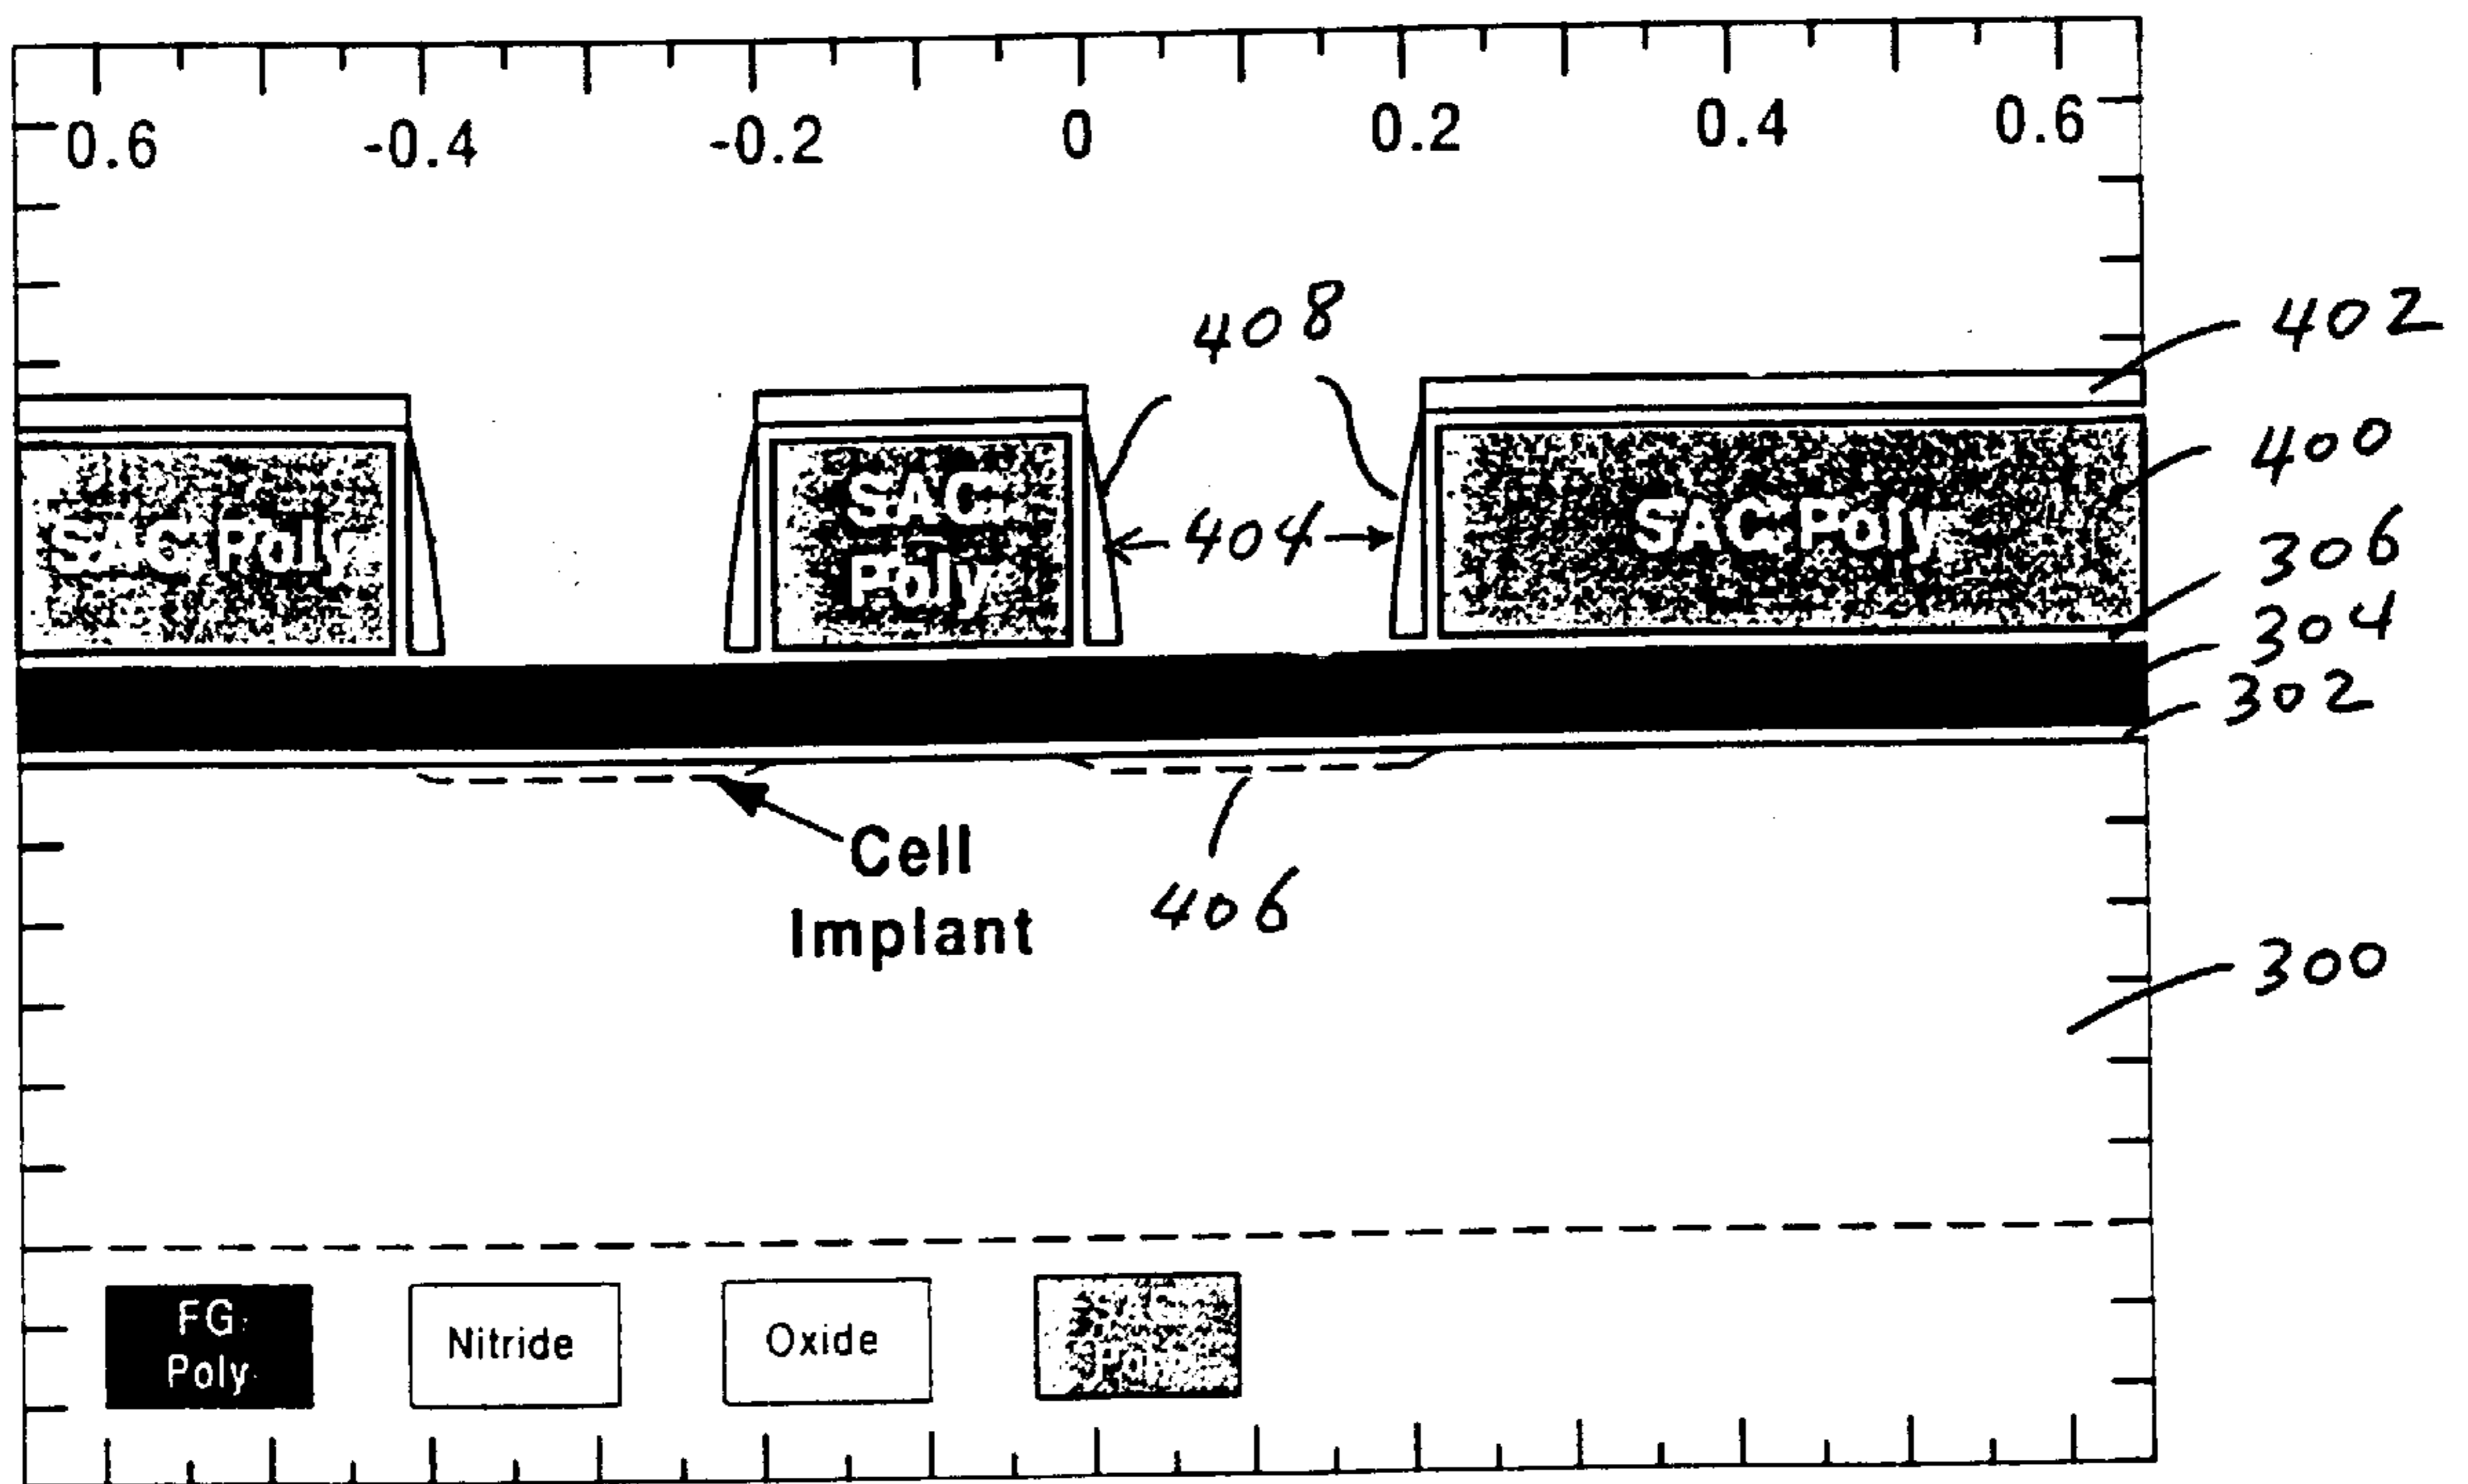 0.6 -0.4 -0.2 0 0.2 0.4 0.6
408
402
400
SAC Poly
SAC
Poly
404
SAC Poly
306
304
302
Cell
Implant
406
300
FG
Poly
Nitride
Oxide